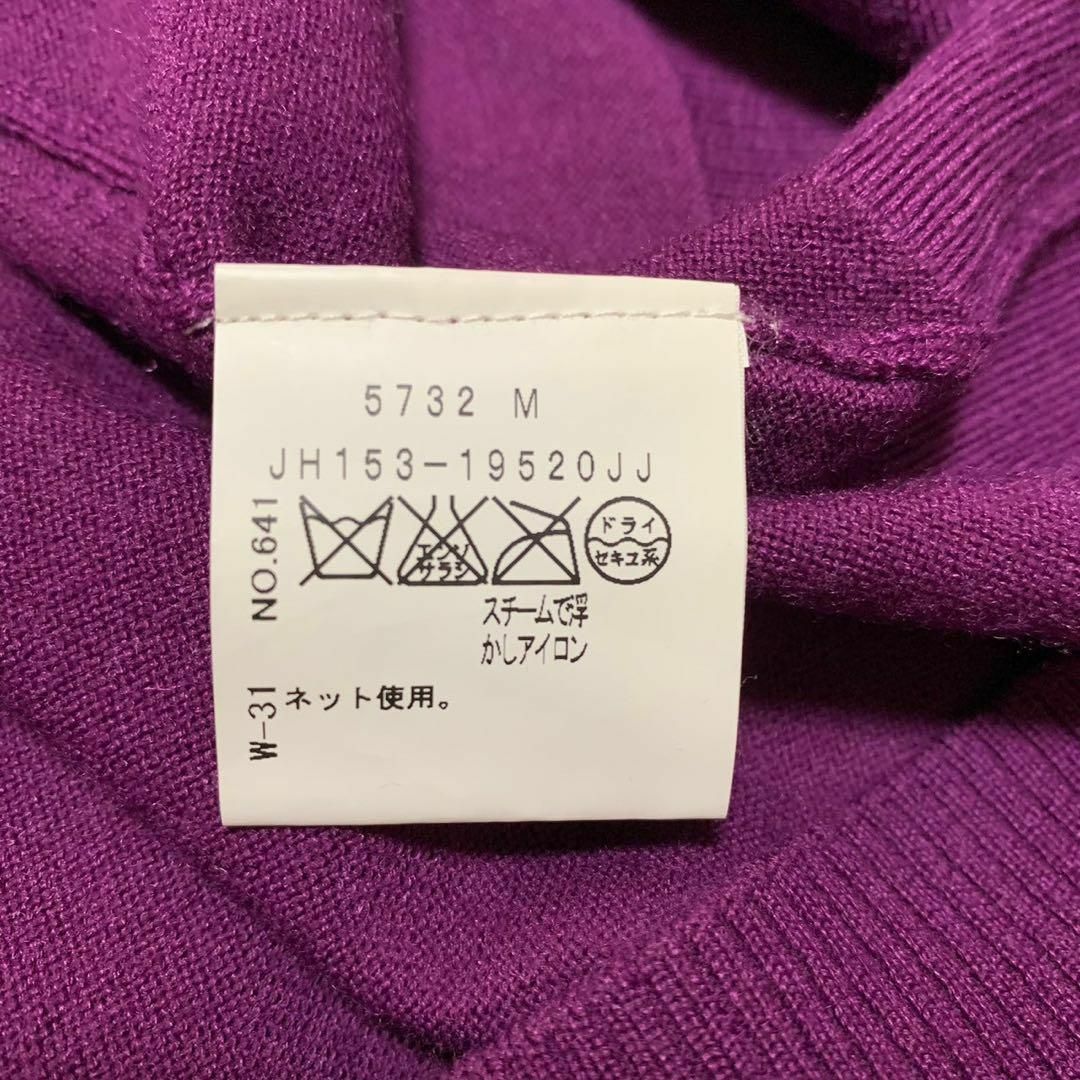 5732 M
JH153-19520JJ
NO.641
エンソ
サラシ
ドライ
セキユ系
スチームで浮
かしアイロン
W-31
ネット使用。